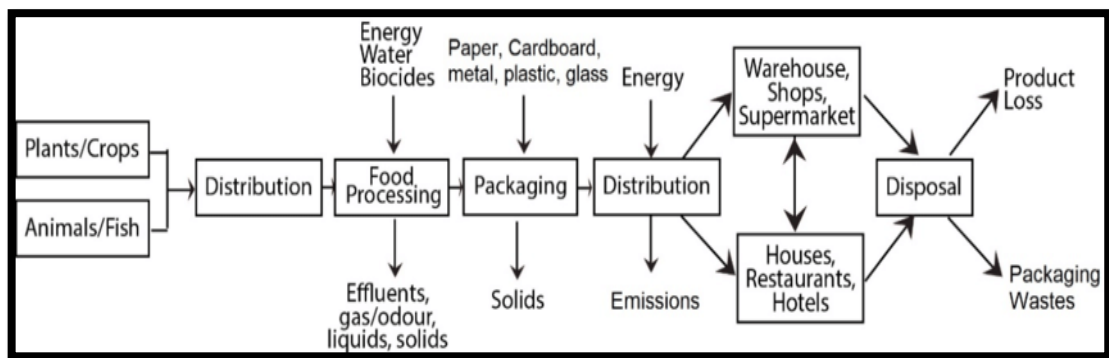 Plants/Crops
Animals/Fish
Distribution
Energy
Water
Biocides
Food
Processing
Effluents,
gas/odour,
liquids, solids
Paper, Cardboard,
metal, plastic, glass
Packaging
Solids
Energy
Distribution
Emissions
Warehouse,
Shops,
Supermarket
Houses,
Restaurants,
Hotels
Disposal
Product
Loss
Packaging
Wastes